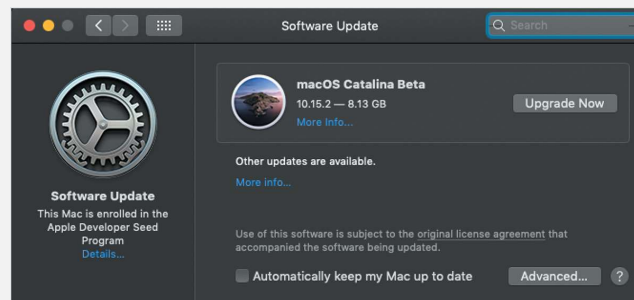 Software Update
Search
macOS Catalina Beta
10.15.2 — 8.13 GB
Upgrade Now
More Info...
Other updates are available.
More info...
Software Update
This Mac is enrolled in the
Apple Developer Seed
Program
Details...
Use of this software is subject to the original license agreement that
accompanied the software being updated.
Automatically keep my Mac up to date
Advanced...
?